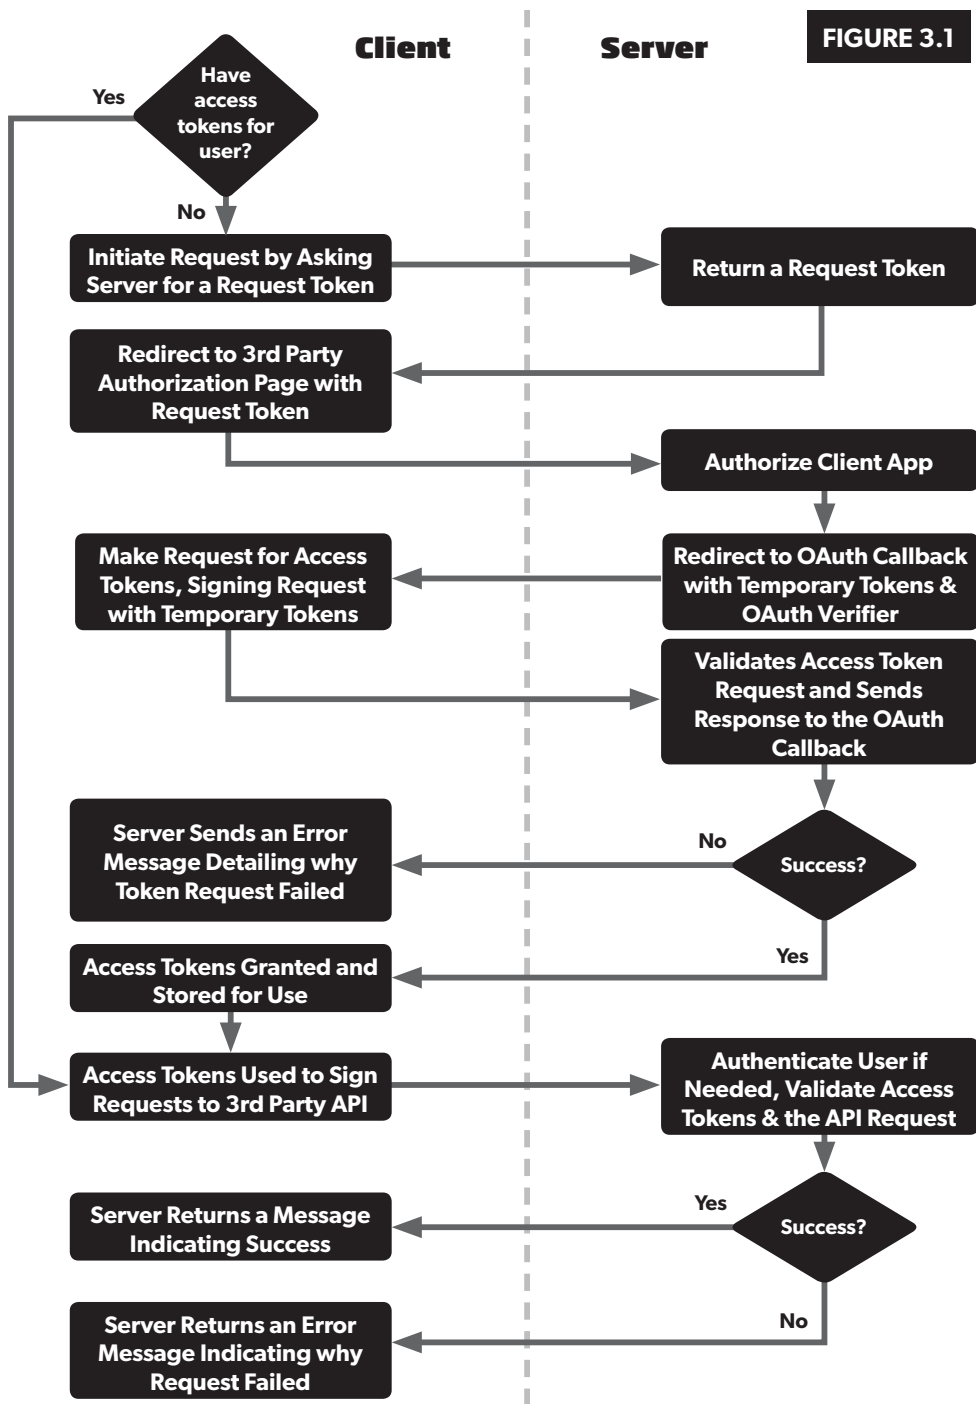 Client
Server
FIGURE 3.1
Have
access
tokens for
user?
Yes
No
Initiate Request by Asking
Server for a Request Token
Return a Request Token
Redirect to 3rd Party
Authorization Page with
Request Token
Authorize Client App
Make Request for Access
Tokens, Signing Request
with Temporary Tokens
Redirect to OAuth Callback
with Temporary Tokens &
OAuth Verifier
Validates Access Token
Request and Sends
Response to the OAuth
Callback
Server Sends an Error
Message Detailing why
Token Request Failed
No
Success?
Yes
Access Tokens Granted and
Stored for Use
Access Tokens Used to Sign
Requests to 3rd Party API
Authenticate User if
Needed, Validate Access
Tokens & the API Request
Server Returns a Message
Indicating Success
Yes
Success?
No
Server Returns an Error
Message Indicating why
Request Failed